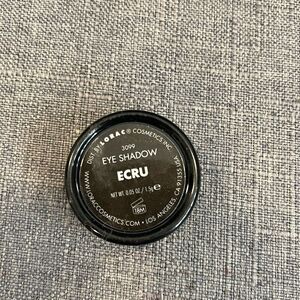 DIST. BY LORAC® COSMETICS INC.
3099
EYE SHADOW
ECRU
NET WT. 0.05 OZ / 1.5g e
18M
WWW.LORACCOSMETICS.COM • LOS ANGELES, CA 91355 USA